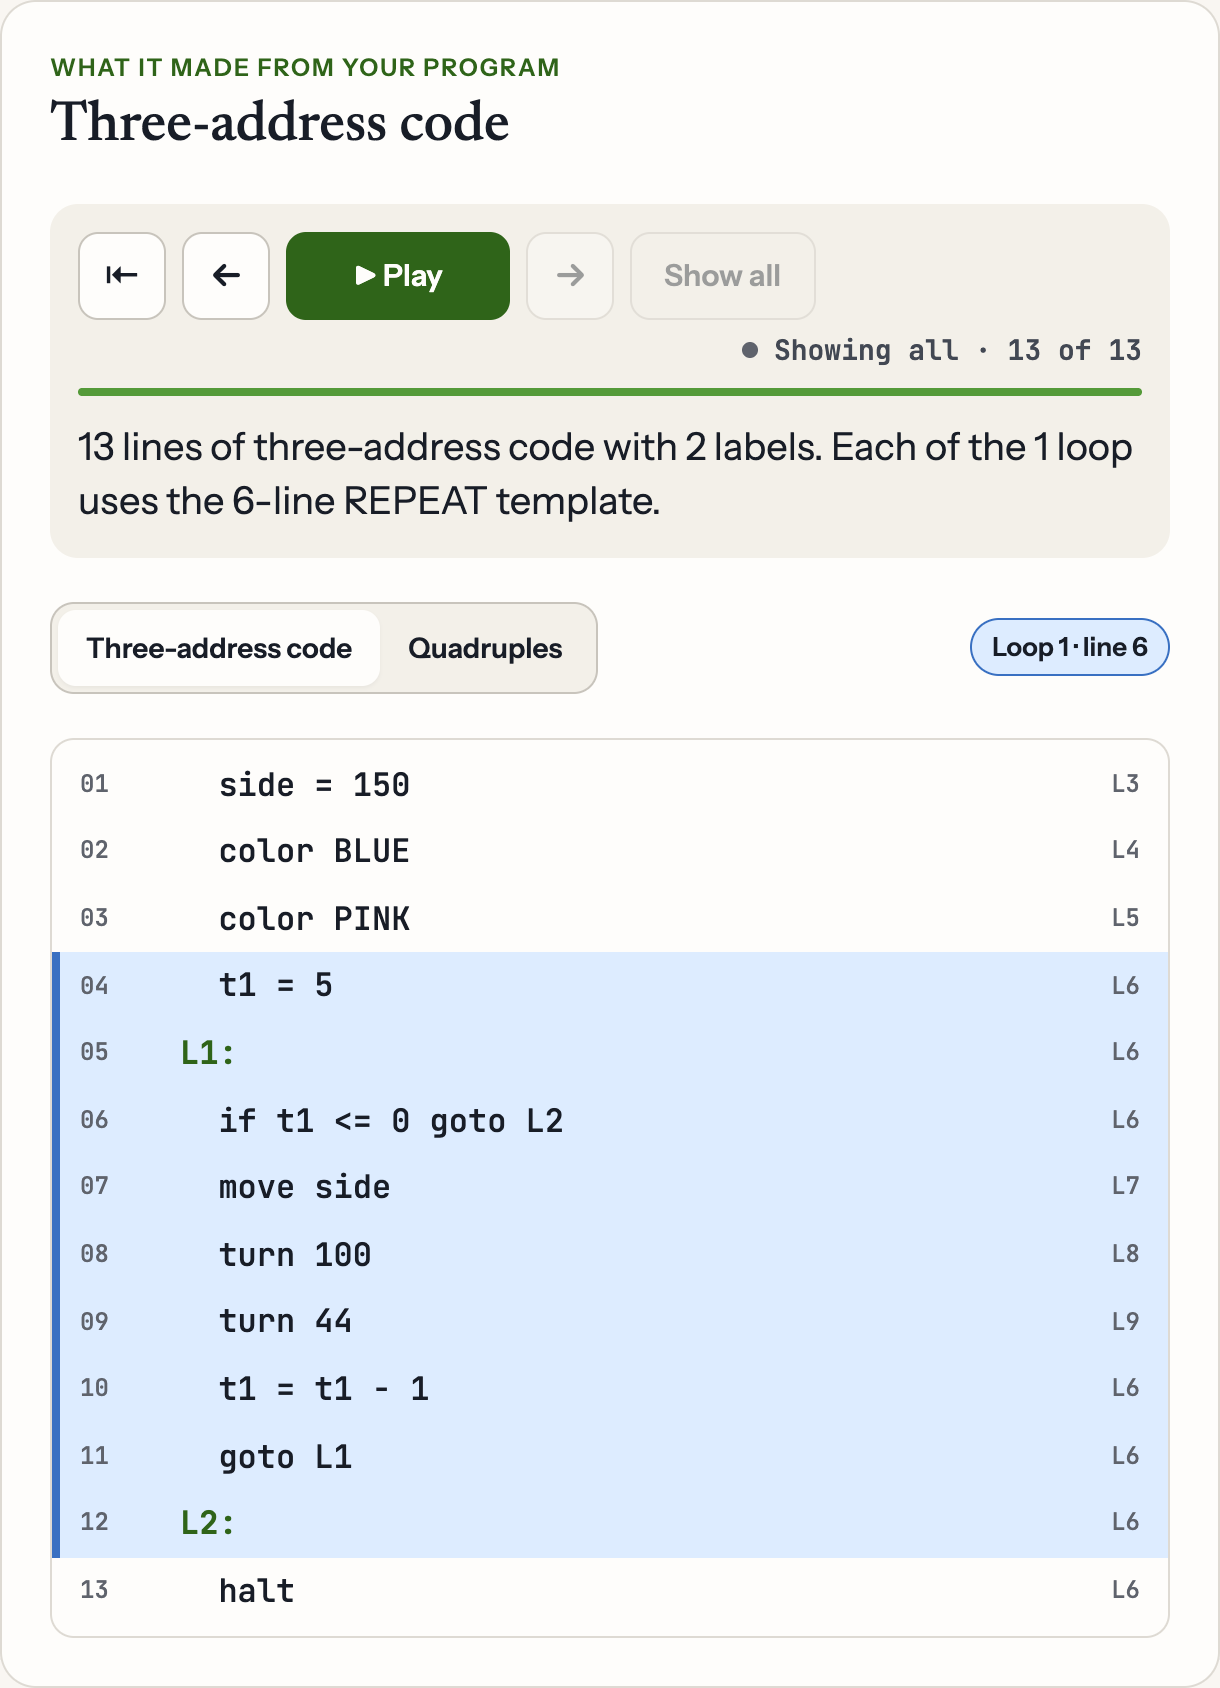 WHAT IT MADE FROM YOUR PROGRAM
Three-address code
Play
Show all
Showing all · 13 of 13
13 lines of three-address code with 2 labels. Each of the 1 loop
uses the 6-line REPEAT template.
Three-address code Quadruples Loop 1 · line 6
01 side = 150 L3
02 color BLUE L4
03 color PINK L5
04 t1 = 5 L6
05 L1: L6
06 if t1 <= 0 goto L2 L6
07 move side L7
08 turn 100 L8
09 turn 44 L9
10 t1 = t1 - 1 L6
11 goto L1 L6
12 L2: L6
13 halt L6